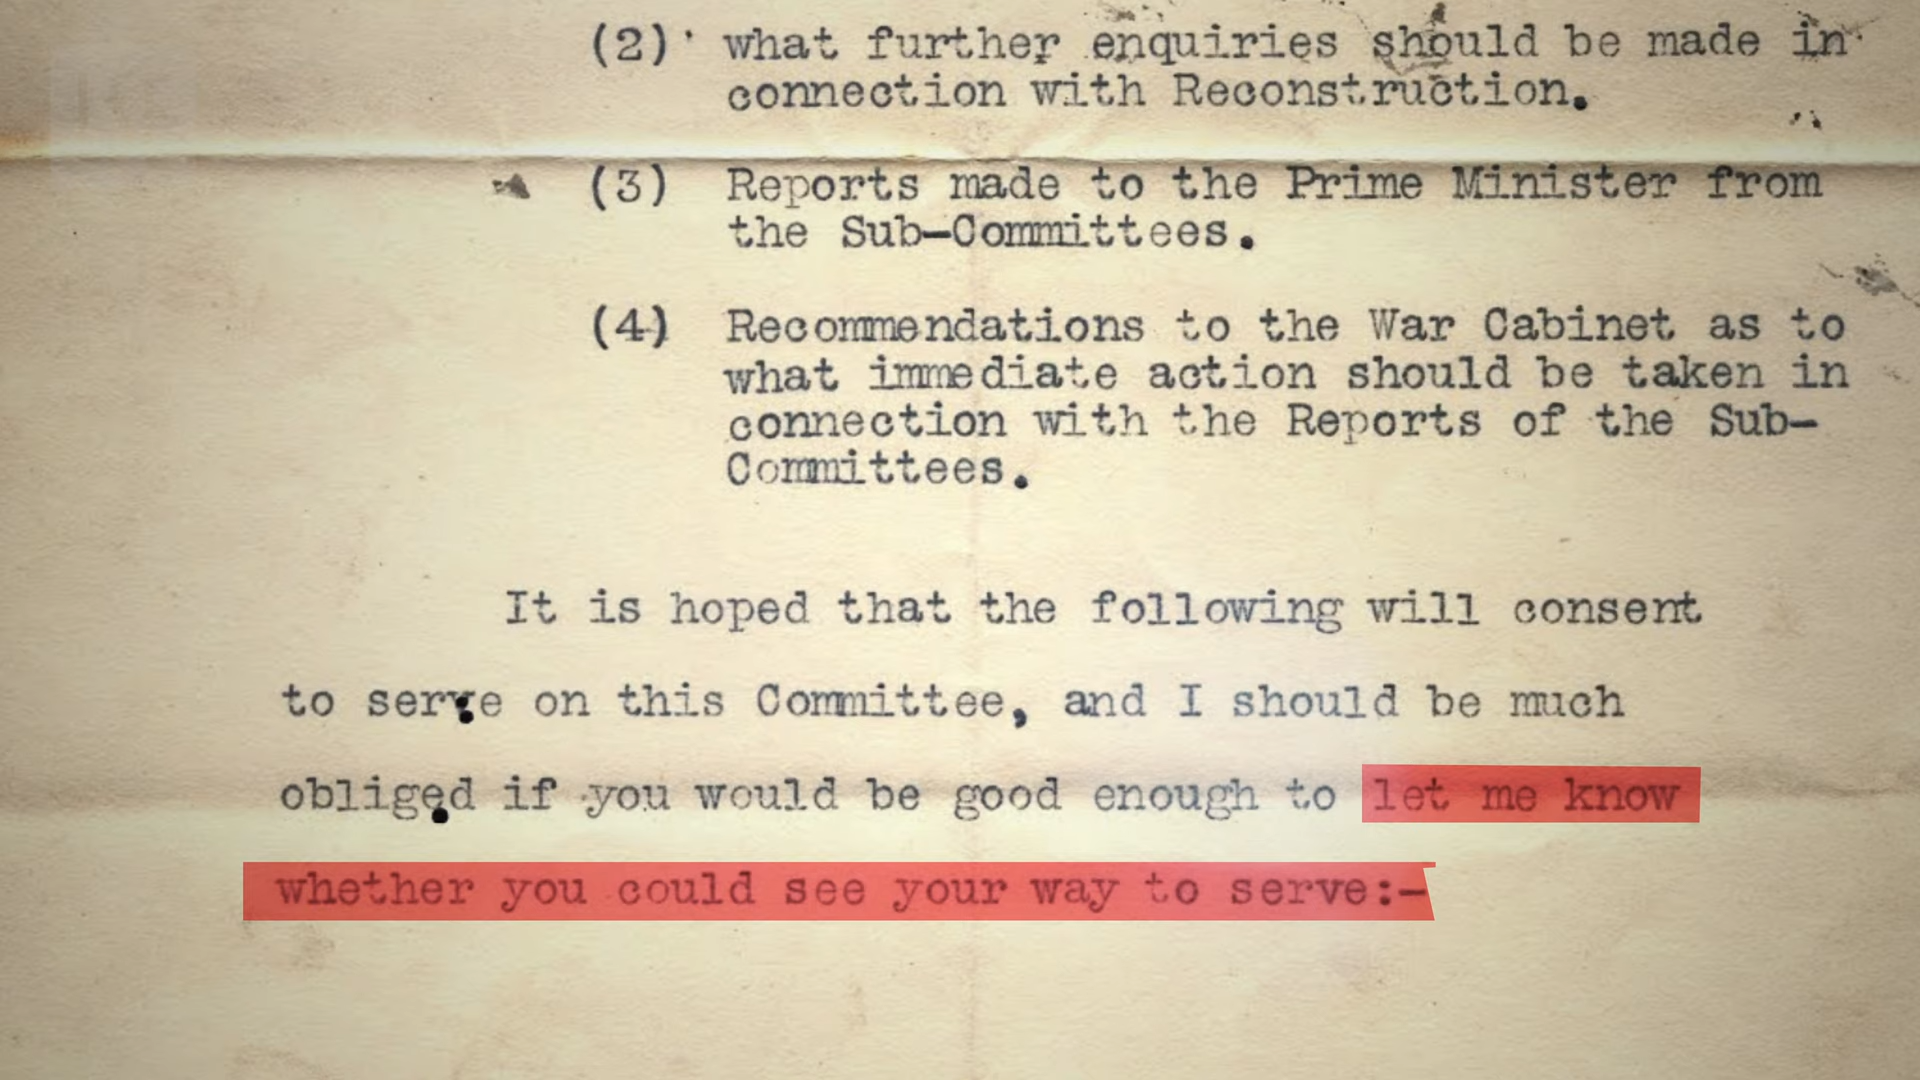 (2) what further enquiries should be made in
connection with Reconstruction.
(3) Reports made to the Prime Minister from
the Sub-Committees.
(4) Recommendations to the War Cabinet as to
what immediate action should be taken in
connection with the Reports of the Sub-
Committees.
It is hoped that the following will consent
to serve on this Committee, and I should be much
obliged if you would be good enough to let me know
whether you could see your way to serve:-